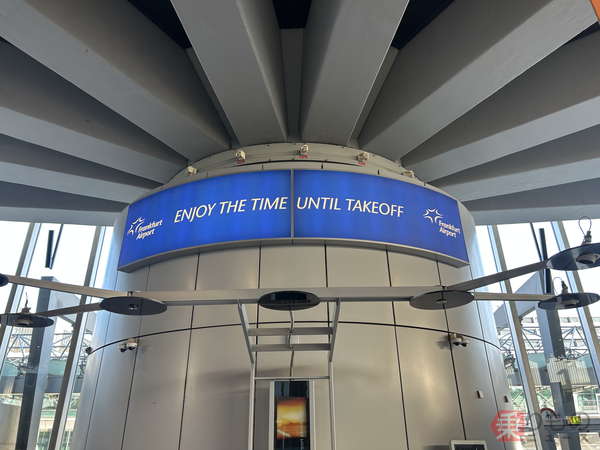 Frankfurt
Airport
ENJOY THE TIME UNTIL TAKEOFF
Frankfurt
Airport